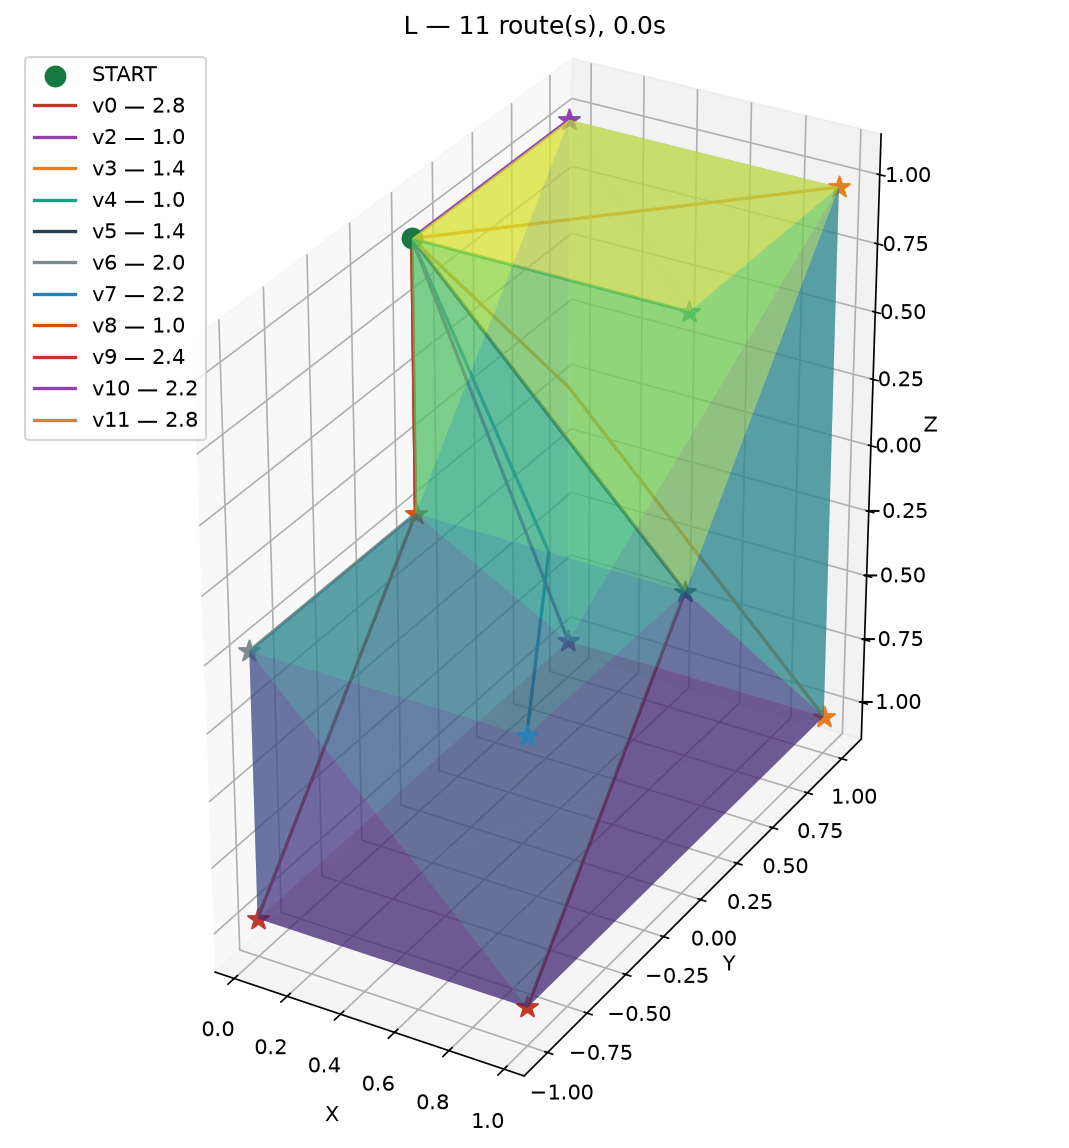 L — 11 route(s), 0.0s
START
v0 — 2.8
v2 — 1.0
v3 — 1.4
v4 — 1.0
v5 — 1.4
v6 — 2.0
v7 — 2.2
v8 — 1.0
v9 — 2.4
v10 — 2.2
v11 — 2.8
1.00
0.75
0.50
0.25
Z
0.00
−0.25
−0.50
−0.75
−1.00
1.00
0.75
0.50
0.25
0.00
Y
−0.25
−0.50
−0.75
−1.00
0.0
0.2
0.4
0.6
0.8
1.0
X